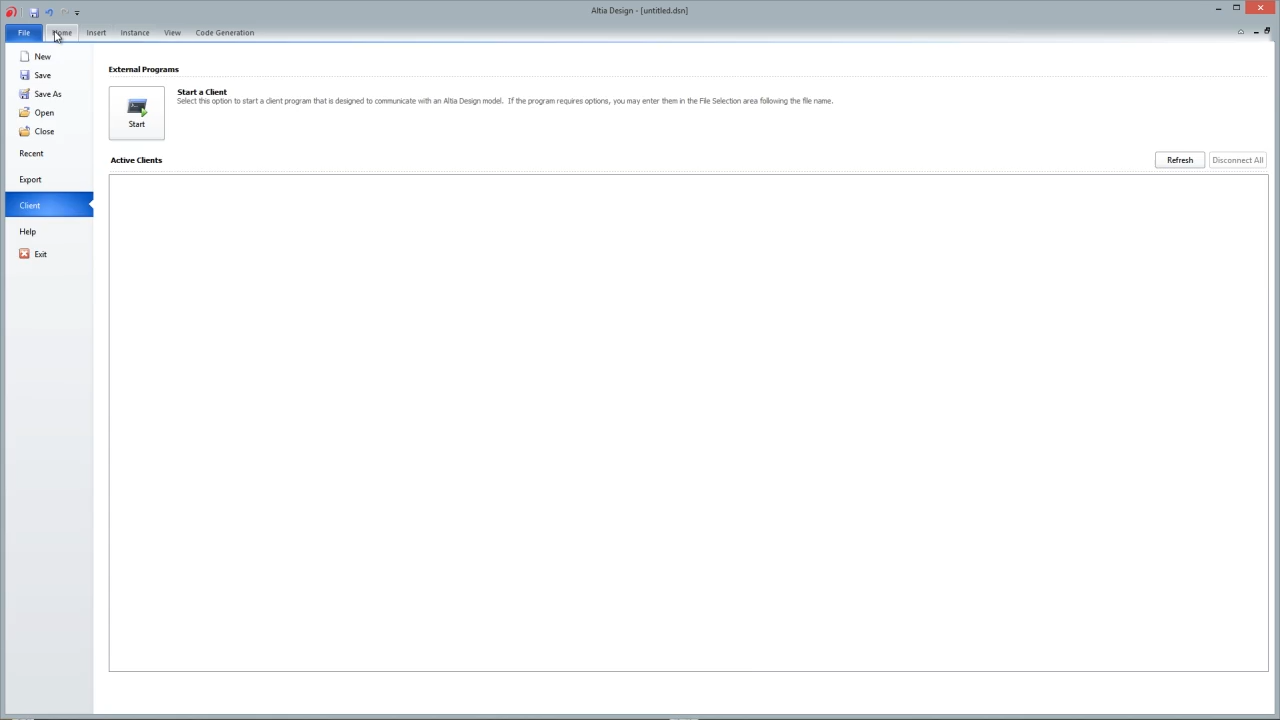 Altia Design - [untitled.dsn]
File Home Insert Instance View Code Generation
New
Save
Save As
Open
Close
Recent
Export
Client
Help
Exit
External Programs
Start
Start a Client
Select this option to start a client program that is designed to communicate with an Altia Design model. If the program requires options, you may enter them in the File Selection area following the file name.
Active Clients
Refresh Disconnect All